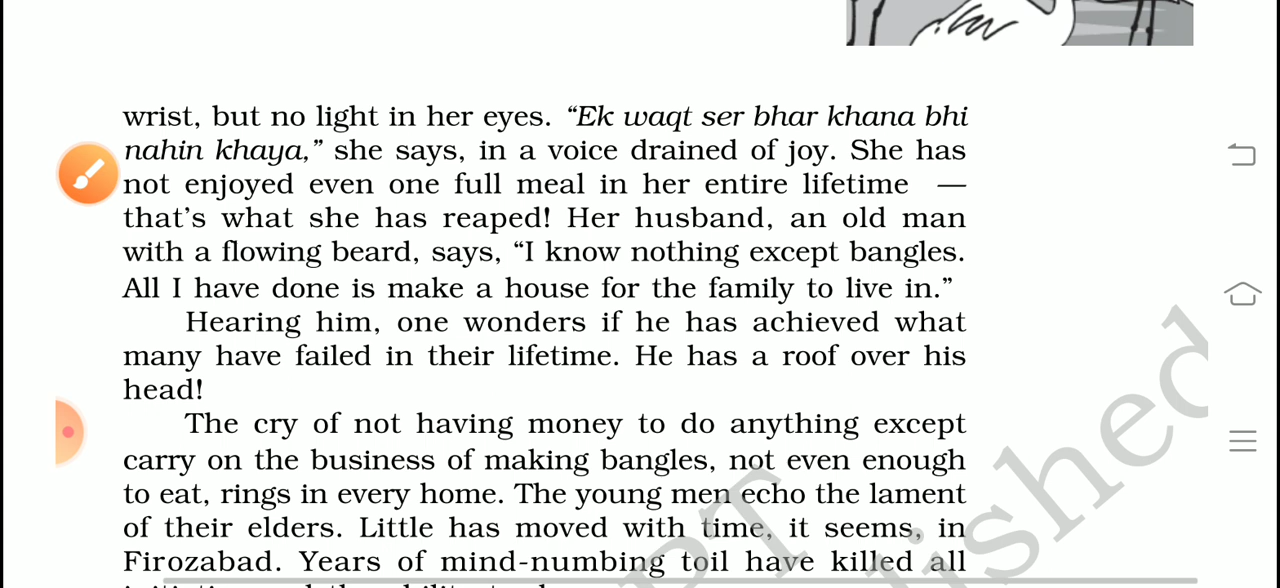 wrist, but no light in her eyes. “Ek waqt ser bhar khana bhi
nahin khaya,” she says, in a voice drained of joy. She has
not enjoyed even one full meal in her entire lifetime —
that’s what she has reaped! Her husband, an old man
with a flowing beard, says, “I know nothing except bangles.
All I have done is make a house for the family to live in.”
Hearing him, one wonders if he has achieved what
many have failed in their lifetime. He has a roof over his
head!
The cry of not having money to do anything except
carry on the business of making bangles, not even enough
to eat, rings in every home. The young men echo the lament
of their elders. Little has moved with time, it seems, in
Firozabad. Years of mind-numbing toil have killed all